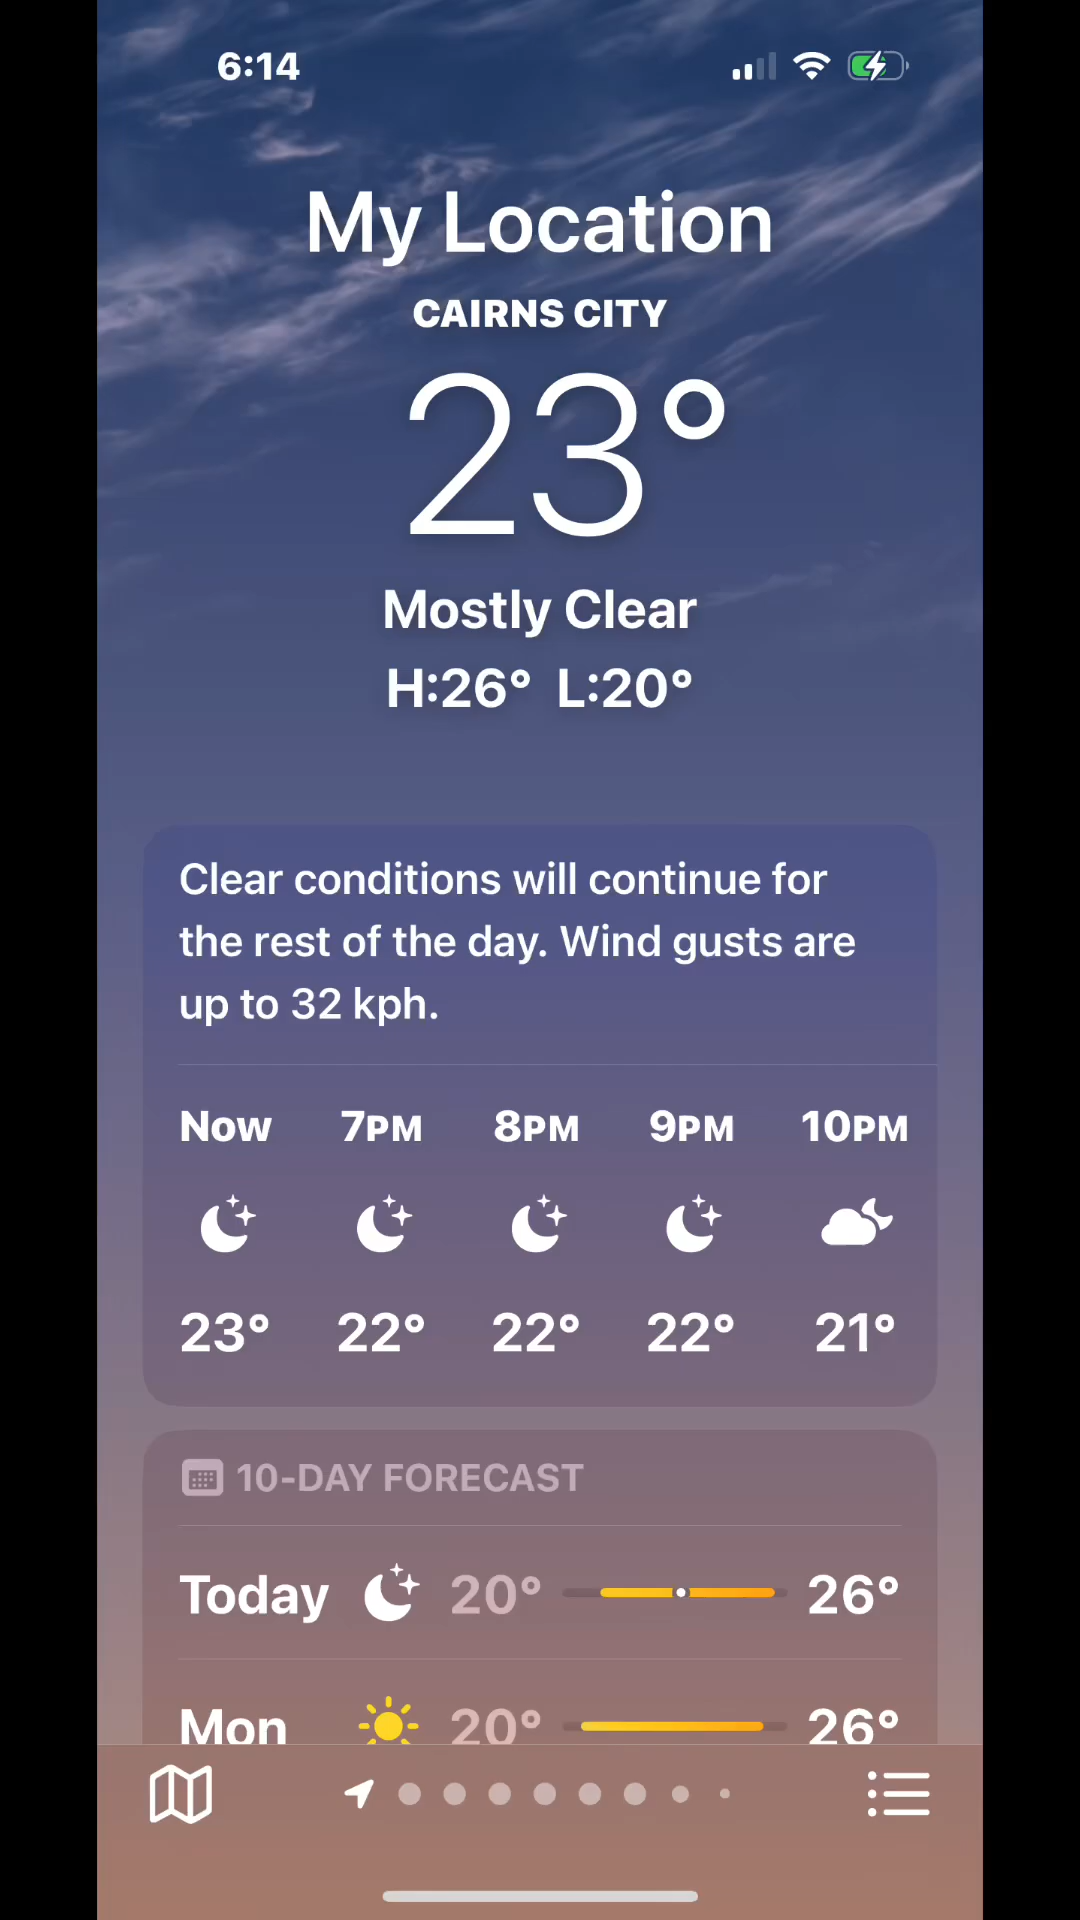 6:14
My Location
CAIRNS CITY
23°
Mostly Clear
H:26° L:20°
Clear conditions will continue for
the rest of the day. Wind gusts are
up to 32 kph.
Now 7PM 8PM 9PM 10PM
23° 22° 22° 22° 21°
10-DAY FORECAST
Today 20° 26°
Mon 20° 26°